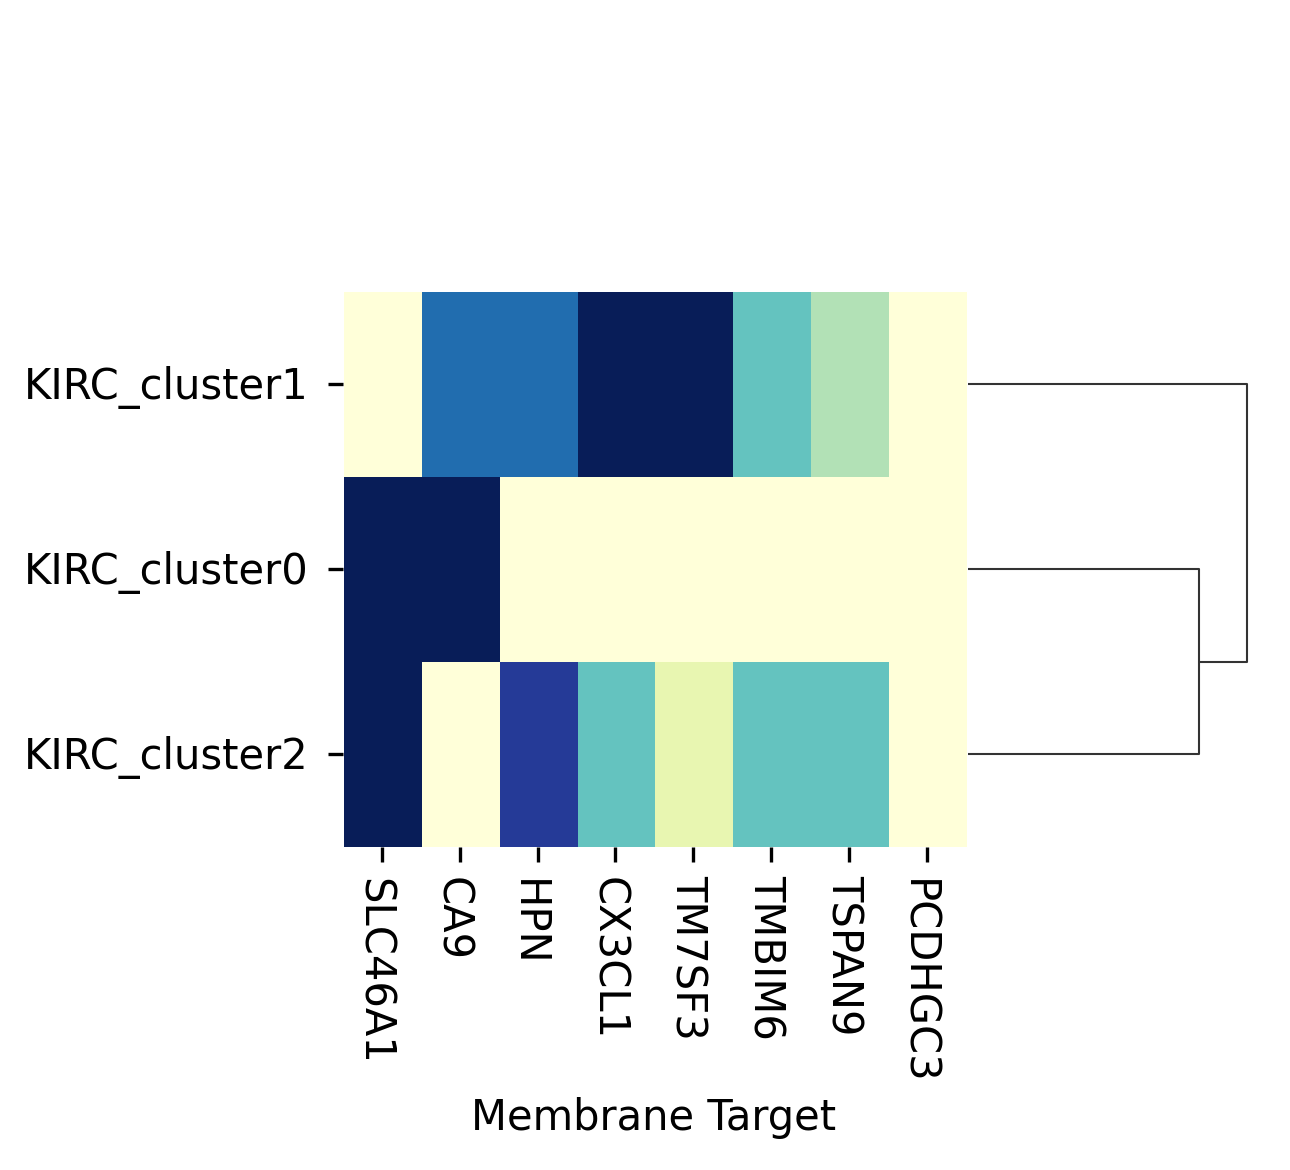 KIRC_cluster1
KIRC_cluster0
KIRC_cluster2
SLC46A1
CA9
HPN
CX3CL1
TM7SF3
TMBIM6
TSPAN9
PCDHGC3
Membrane Target